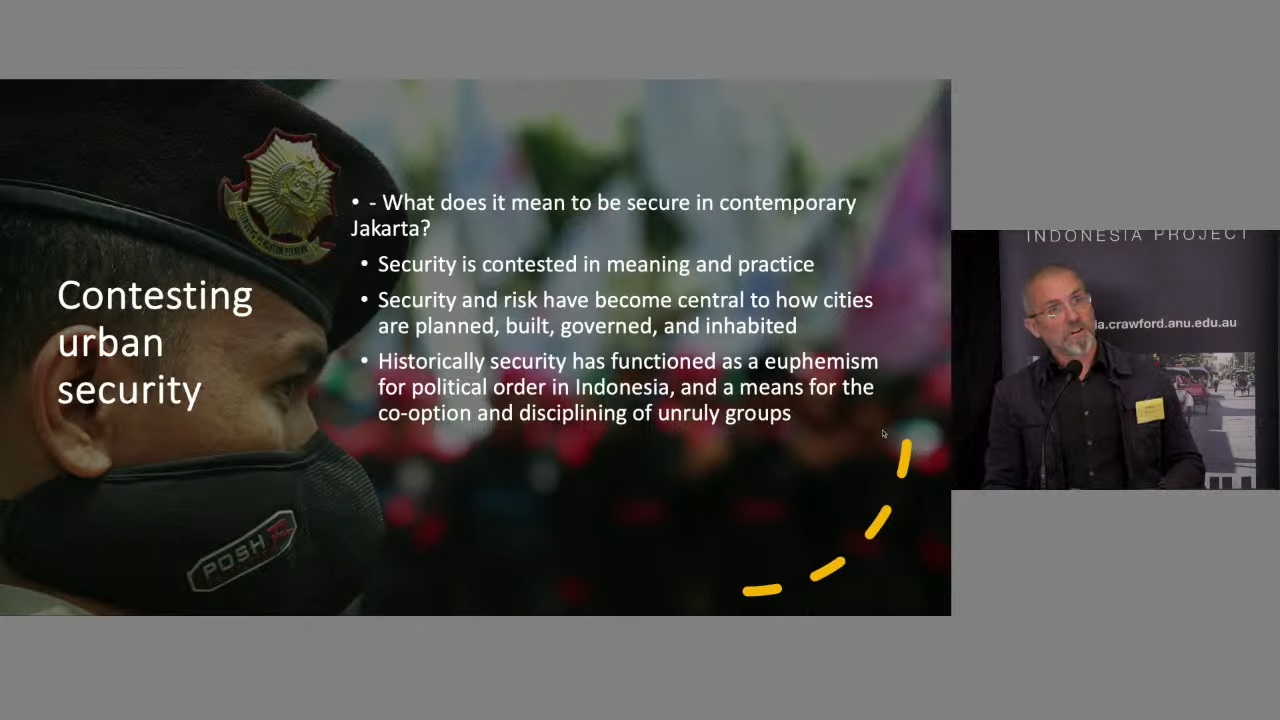 Contesting
urban
security
• - What does it mean to be secure in contemporary
Jakarta?
• Security is contested in meaning and practice
• Security and risk have become central to how cities
are planned, built, governed, and inhabited
• Historically security has functioned as a euphemism
for political order in Indonesia, and a means for the
co-option and disciplining of unruly groups
POSH
INDONESIA PROJECT
ia.crawford.anu.edu.au